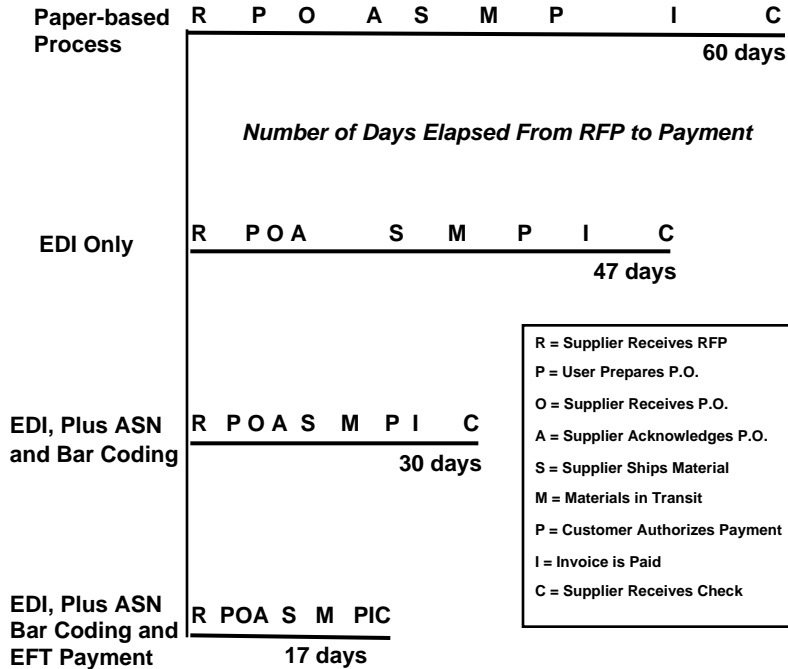 Paper-based
Process
R P O A S M P I C
60 days
Number of Days Elapsed From RFP to Payment
EDI Only
R P O A S M P I C
47 days
R = Supplier Receives RFP
P = User Prepares P.O.
O = Supplier Receives P.O.
A = Supplier Acknowledges P.O.
S = Supplier Ships Material
M = Materials in Transit
P = Customer Authorizes Payment
I = Invoice is Paid
C = Supplier Receives Check
EDI, Plus ASN
and Bar Coding
R P O A S M P I C
30 days
EDI, Plus ASN
Bar Coding and
EFT Payment
R POA S M PIC
17 days